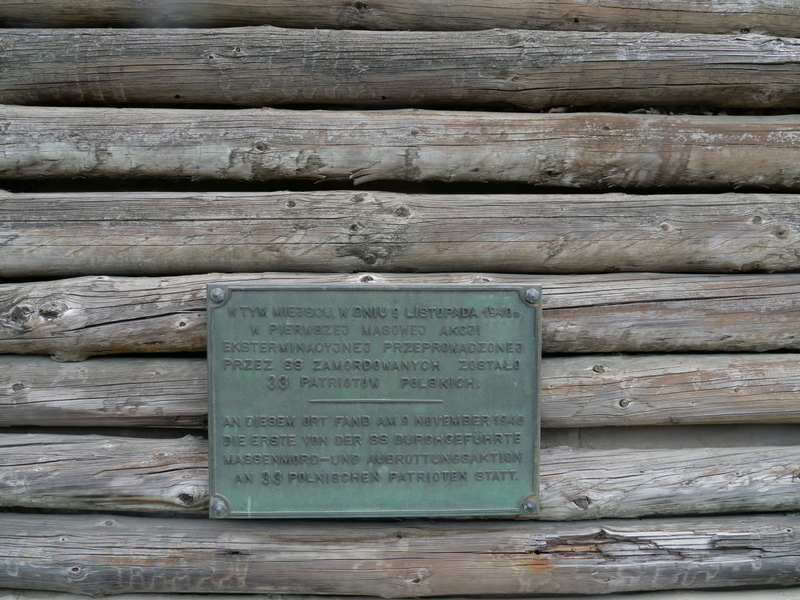 W TYM MIEJSCU, W DNIU 9 LISTOPADA 1940R
W PIERWSZEJ MASOWEJ AKCJI
EKSTERMINACYJNEJ PRZEPROWADZONEJ
PRZEZ SS ZAMORDOWANYCH ZOSTAŁO
33 PATRIOTÓW POLSKICH.
AN DIESEM ORT FAND AM 9 NOVEMBER 1940
DIE ERSTE VON DER SS DURCHGEFÜHRTE
MASSENMORD-UND AUSROTTUNGSAKTION
AN 33 POLNISCHEN PATRIOTEN STATT.